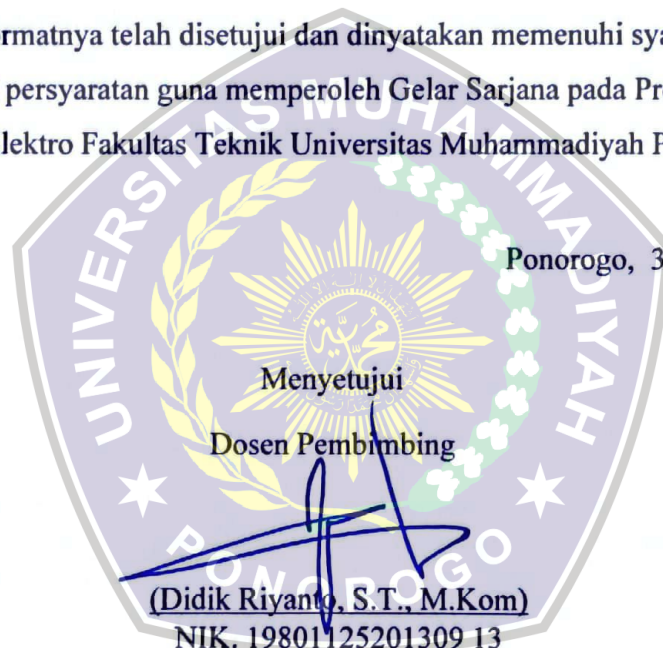 rmatnya telah disetujui dan dinyatakan memenuhi sya
persyaratan guna memperoleh Gelar Sarjana pada Pr
lektro Fakultas Teknik Universitas Muhammadiyah P
UNIVERSITAS MUHAMMADIYAH
Ponorogo, 3
Menyetujui
Dosen Pembimbing
PONOROGO
(Didik Riyanto, S.T., M.Kom)
NIK. 19801125201309 13